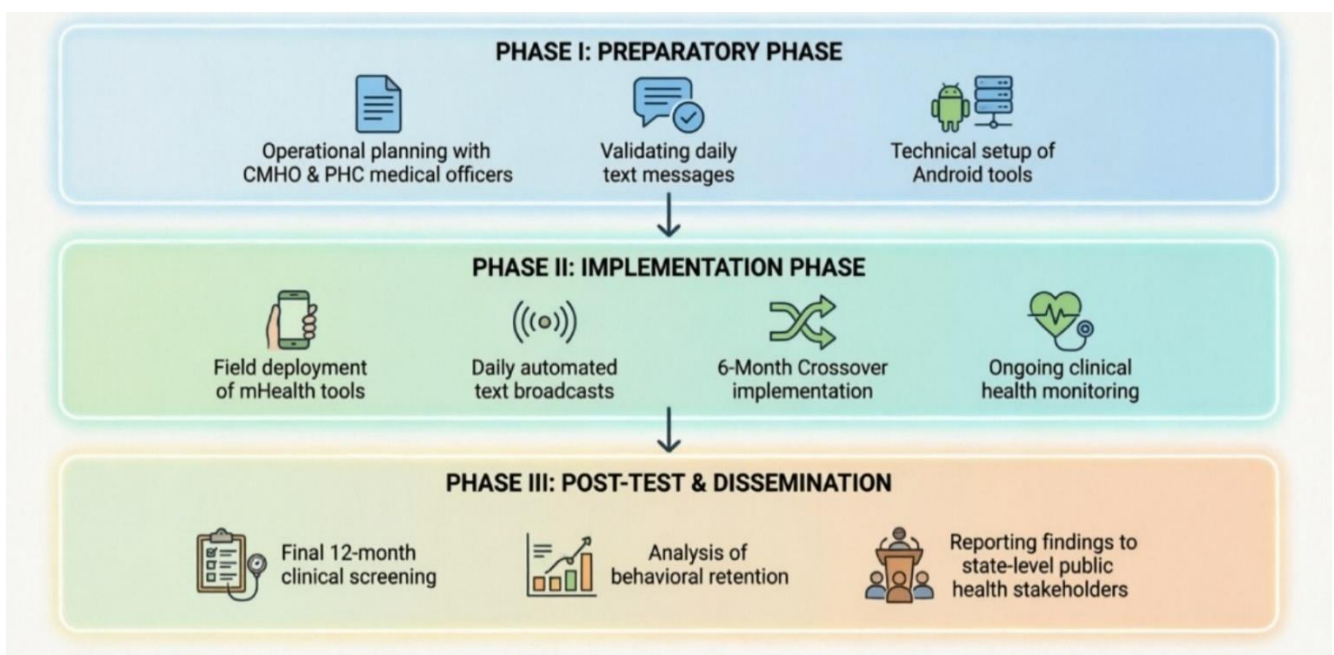 PHASE I: PREPARATORY PHASE
Operational planning with
CMHO & PHC medical officers
Validating daily
text messages
Technical setup of
Android tools
PHASE II: IMPLEMENTATION PHASE
Field deployment
of mHealth tools
Daily automated
text broadcasts
6-Month Crossover
implementation
Ongoing clinical
health monitoring
PHASE III: POST-TEST & DISSEMINATION
Final 12-month
clinical screening
Analysis of
behavioral retention
Reporting findings to
state-level public
health stakeholders